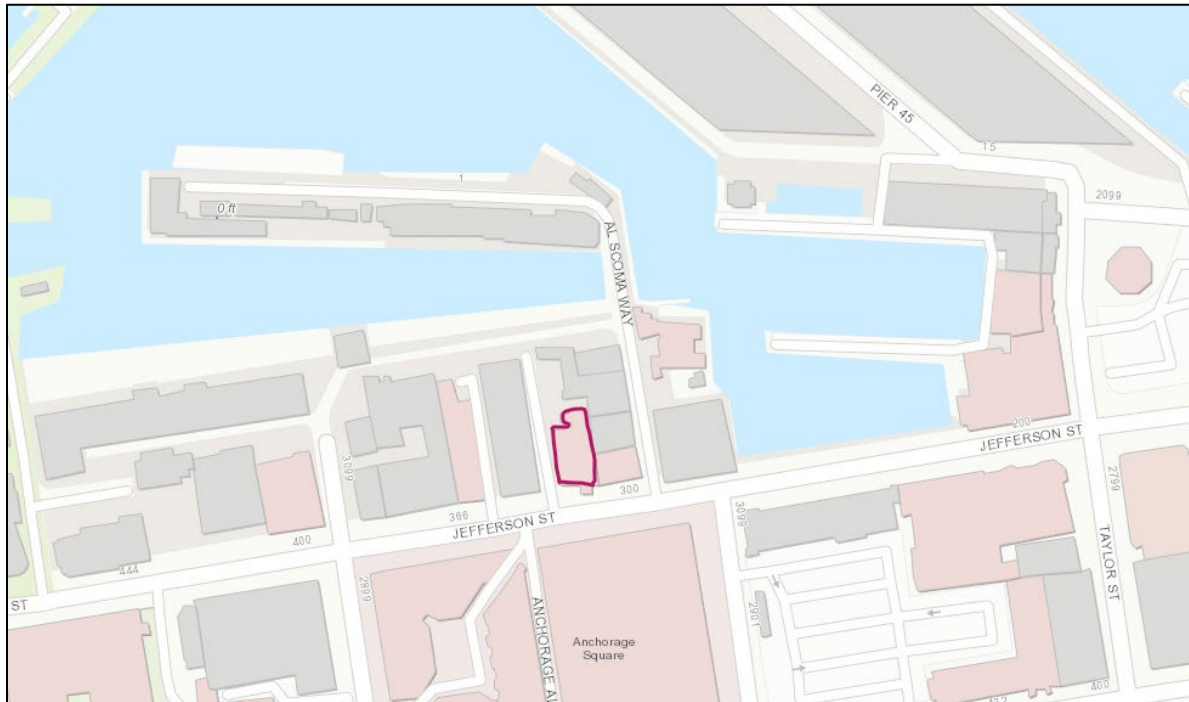 PIER 45
15
2099
1
0 ft
AL SCOMA WAY
200
JEFFERSON ST
2799
TAYLOR ST
300
3099
366
JEFFERSON ST
3099
400
444
ST
2899
ANCHORAGE AL
Anchorage
Square
2901
400